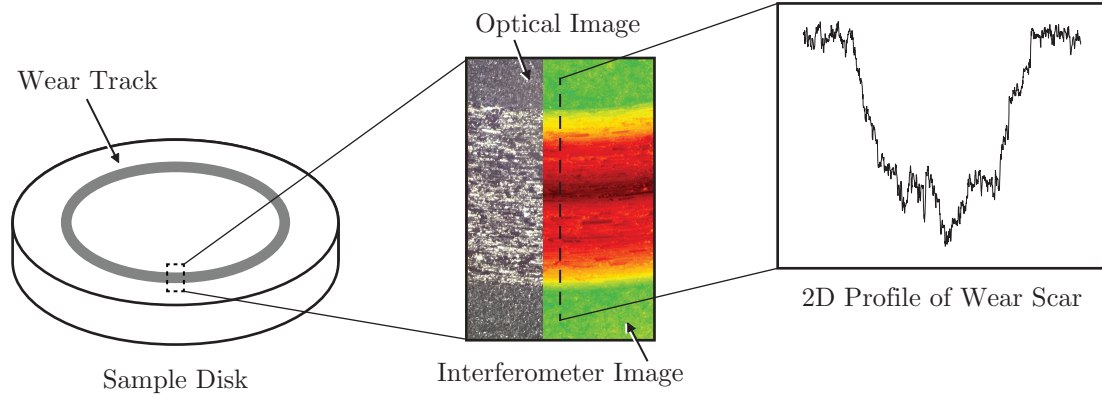 Optical Image
Wear Track
2D Profile of Wear Scar
Sample Disk
Interferometer Image